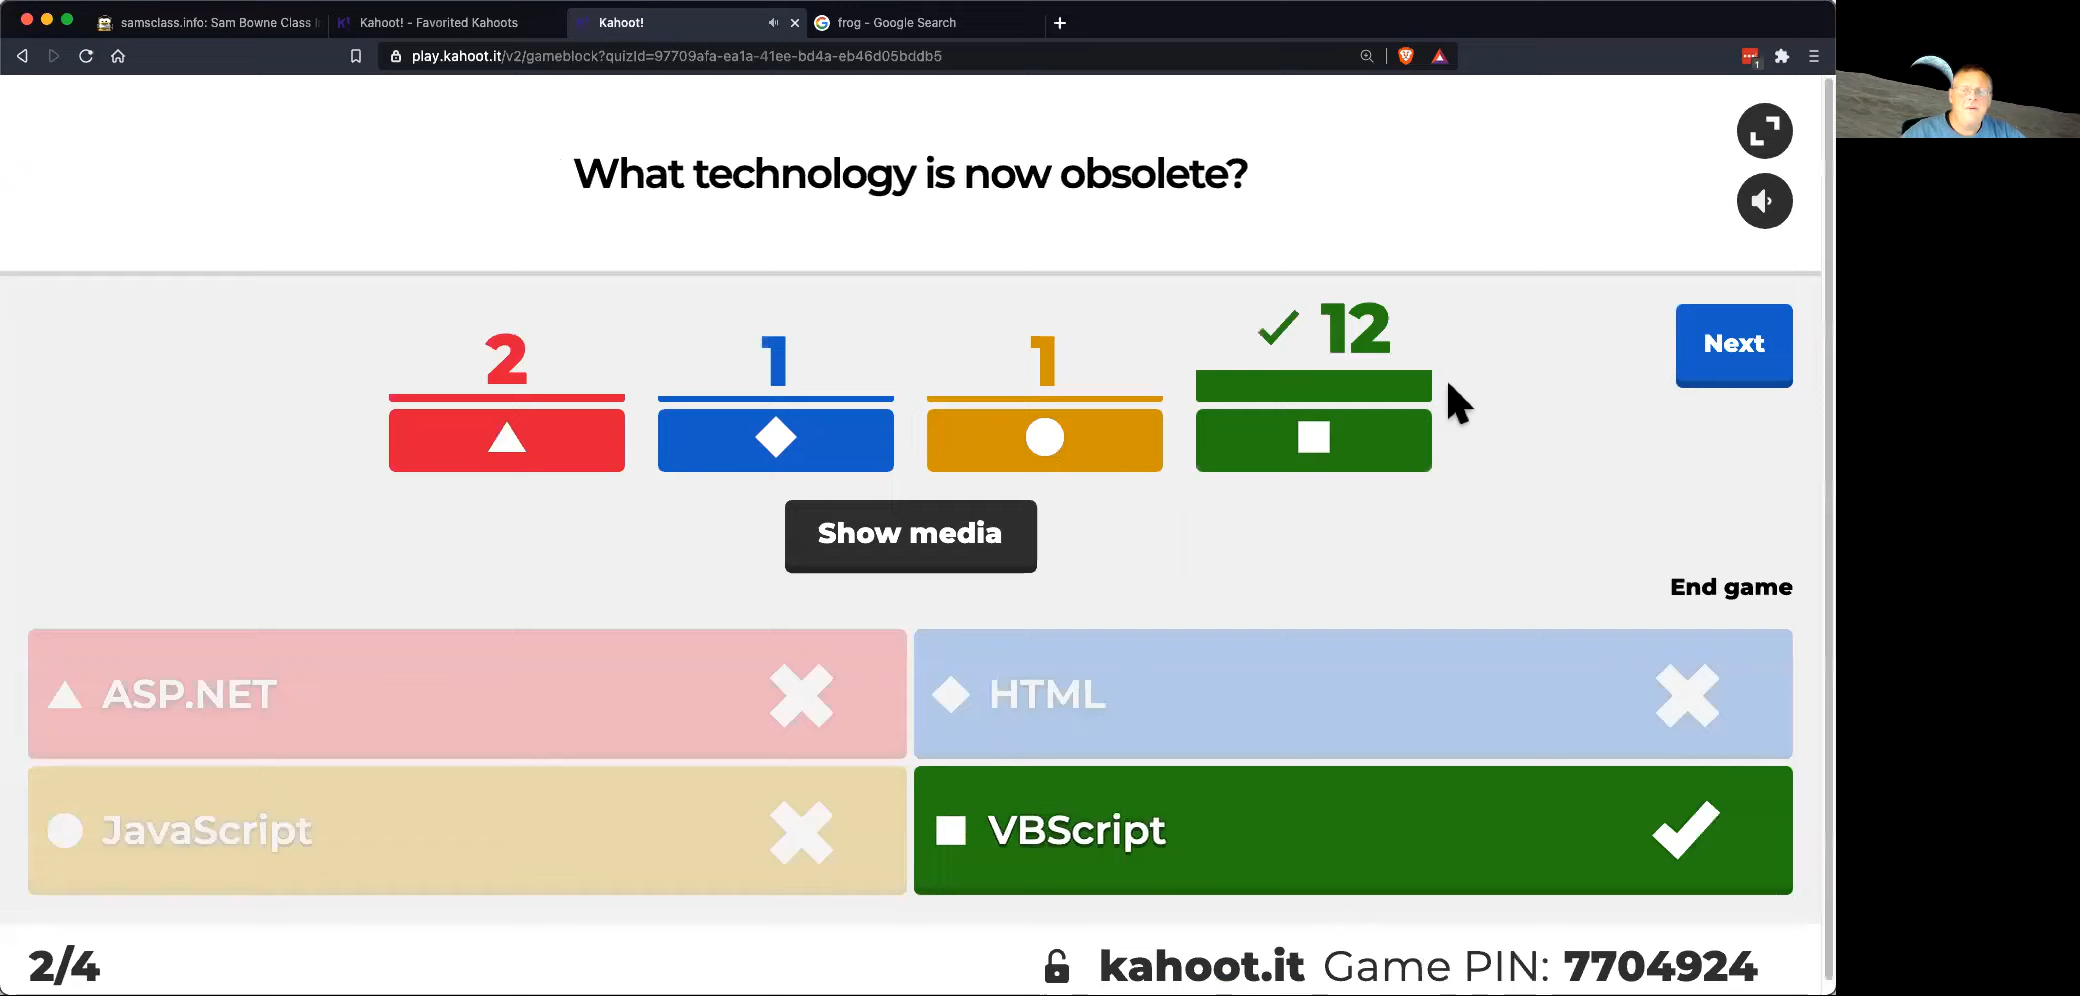 samsclass.info: Sam Bowne Class I
Kahoot! - Favorited Kahoots
Kahoot!
frog - Google Search
play.kahoot.it/v2/gameblock?quizId=97709afa-ea1a-41ee-bd4a-eb46d05bddb5
1
What technology is now obsolete?
2
1
1
12
Next
Show media
End game
ASP.NET
HTML
JavaScript
VBScript
2/4
kahoot.it Game PIN: 7704924